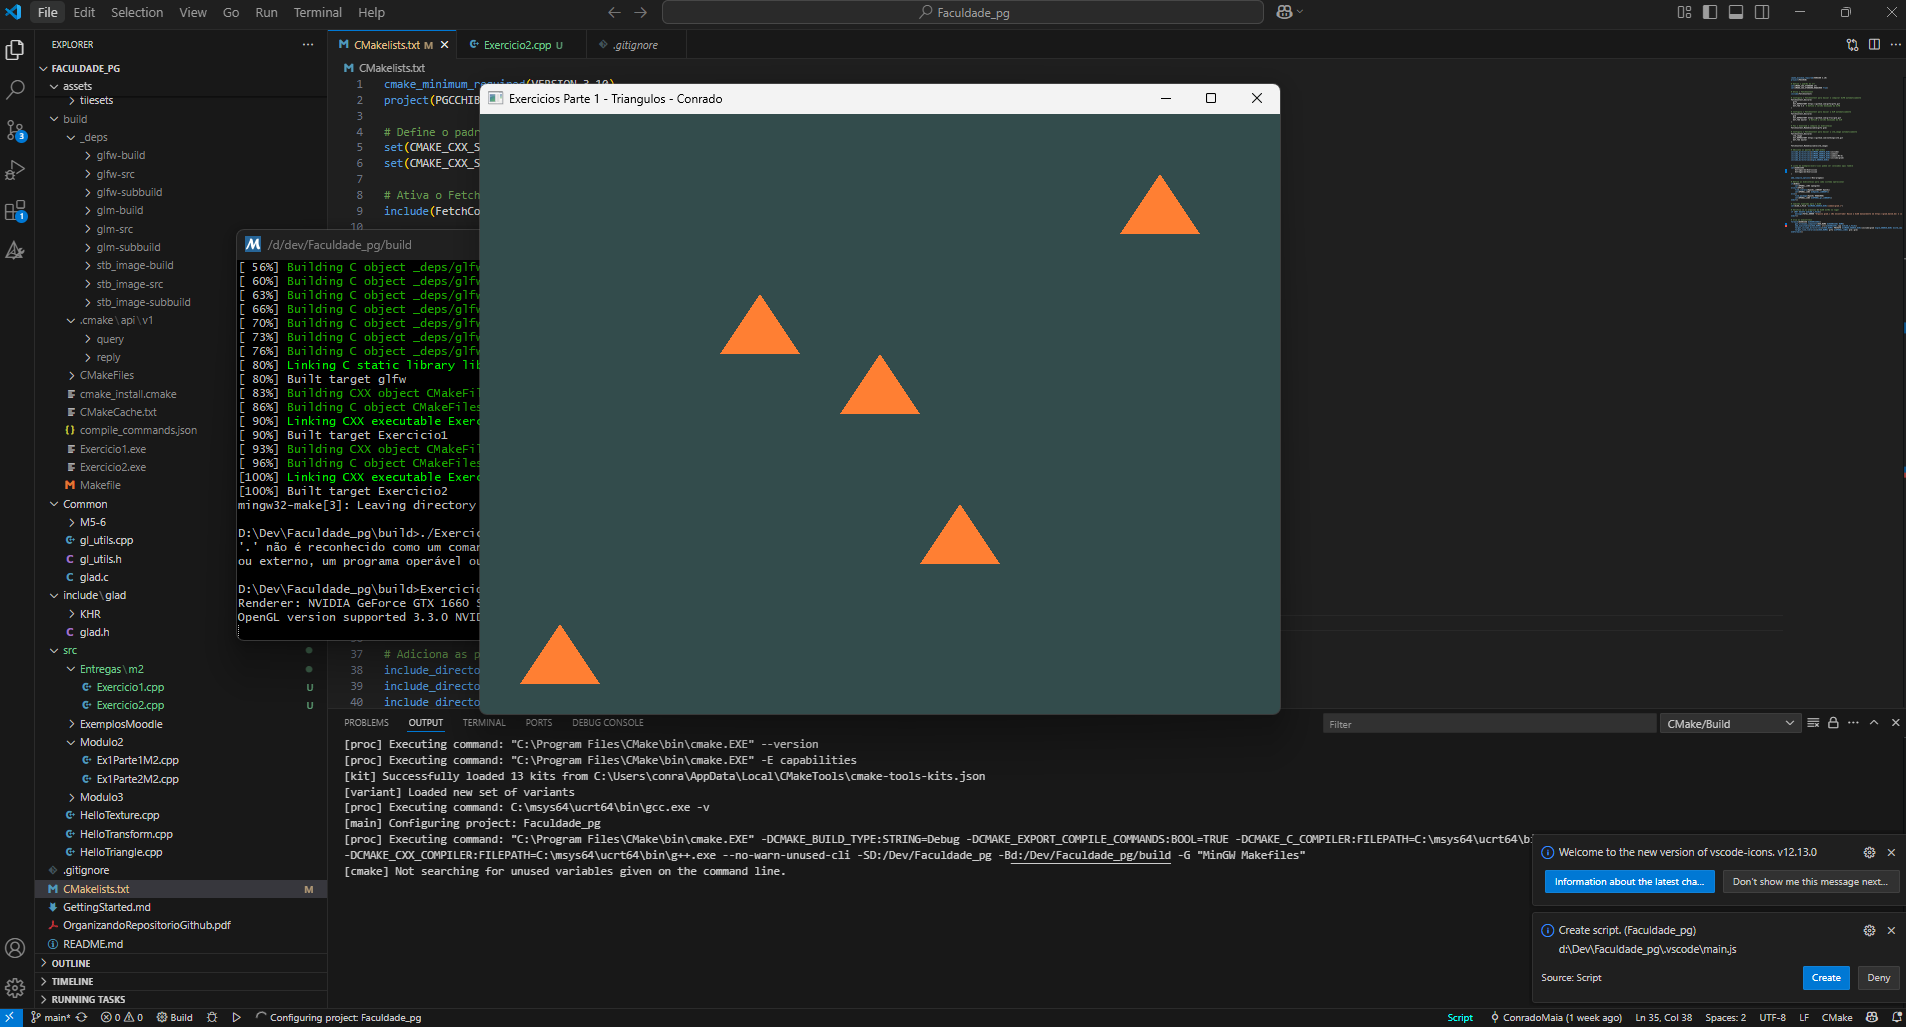 File Edit Selection View Go Run Terminal Help
Faculdade_pg
EXPLORER
FACULDADE_PG
assets
tilesets
build
_deps
glfw-build
glfw-src
glfw-subbuild
glm-build
glm-src
glm-subbuild
stb_image-build
stb_image-src
stb_image-subbuild
.cmake\api\v1
query
reply
CMakeFiles
cmake_install.cmake
CMakeCache.txt
compile_commands.json
Exercicio1.exe
Exercicio2.exe
Makefile
Common
M5-6
gl_utils.cpp
gl_utils.h
glad.c
include\glad
KHR
glad.h
src
Entregas\m2
Exercicio1.cpp U
Exercicio2.cpp U
ExemplosMoodle
Modulo2
Ex1Parte1M2.cpp
Ex1Parte2M2.cpp
Modulo3
HelloTexture.cpp
HelloTransform.cpp
HelloTriangle.cpp
.gitignore
CMakelists.txt M
GettingStarted.md
OrganizandoRepositorioGithub.pdf
README.md
OUTLINE
TIMELINE
RUNNING TASKS
CMakelists.txt M
Exercicio2.cpp U
.gitignore
CMakelists.txt
1 cmake_minimum_required(VERSION 3.10)
2 project(PGCCHIB
3
4 # Define o padr
5 set(CMAKE_CXX_S
6 set(CMAKE_CXX_S
7
8 # Ativa o Fetch
9 include(FetchCo
10
37 # Adiciona as p
38 include_directo
39 include_directo
40 include_directo
Exercicios Parte 1 - Triangulos - Conrado
/d/dev/Faculdade_pg/build
[ 56%] Building C object _deps/glfw
[ 60%] Building C object _deps/glfw
[ 63%] Building C object _deps/glfw
[ 66%] Building C object _deps/glfw
[ 70%] Building C object _deps/glfw
[ 73%] Building C object _deps/glfw
[ 76%] Building C object _deps/glfw
[ 80%] Linking C static library lib
[ 80%] Built target glfw
[ 83%] Building CXX object CMakeFil
[ 86%] Building C object CMakeFiles
[ 90%] Linking CXX executable Exerc
[ 90%] Built target Exercicio1
[ 93%] Building CXX object CMakeFil
[ 96%] Building C object CMakeFiles
[100%] Linking CXX executable Exerc
[100%] Built target Exercicio2
mingw32-make[3]: Leaving directory
D:\Dev\Faculdade_pg\build>./Exercic
'.' não é reconhecido como um coman
ou externo, um programa operável ou
D:\Dev\Faculdade_pg\build>Exercicio
Renderer: NVIDIA GeForce GTX 1660 S
OpenGL version supported 3.3.0 NVID
PROBLEMS OUTPUT TERMINAL PORTS DEBUG CONSOLE
Filter
CMake/Build
[proc] Executing command: "C:\Program Files\CMake\bin\cmake.EXE" --version
[proc] Executing command: "C:\Program Files\CMake\bin\cmake.EXE" -E capabilities
[kit] Successfully loaded 13 kits from C:\Users\conra\AppData\Local\CMakeTools\cmake-tools-kits.json
[variant] Loaded new set of variants
[proc] Executing command: C:\msys64\ucrt64\bin\gcc.exe -v
[main] Configuring project: Faculdade_pg
[proc] Executing command: "C:\Program Files\CMake\bin\cmake.EXE" -DCMAKE_BUILD_TYPE:STRING=Debug -DCMAKE_EXPORT_COMPILE_COMMANDS:BOOL=TRUE -DCMAKE_C_COMPILER:FILEPATH=C:\msys64\ucrt64\bi
-DCMAKE_CXX_COMPILER:FILEPATH=C:\msys64\ucrt64\bin\g++.exe --no-warn-unused-cli -SD:/Dev/Faculdade_pg -Bd:/Dev/Faculdade_pg/build -G "MinGW Makefiles"
[cmake] Not searching for unused variables given on the command line.
Welcome to the new version of vscode-icons. v12.13.0
Information about the latest cha...
Don't show me this message next...
Create script. (Faculdade_pg)
d:\Dev\Faculdade_pg\.vscode\main.js
Source: Script
Create
Deny
3
1
main* 0 0 Build Configuring project: Faculdade_pg
Script ConradoMaia (1 week ago) Ln 35, Col 38 Spaces: 2 UTF-8 LF CMake